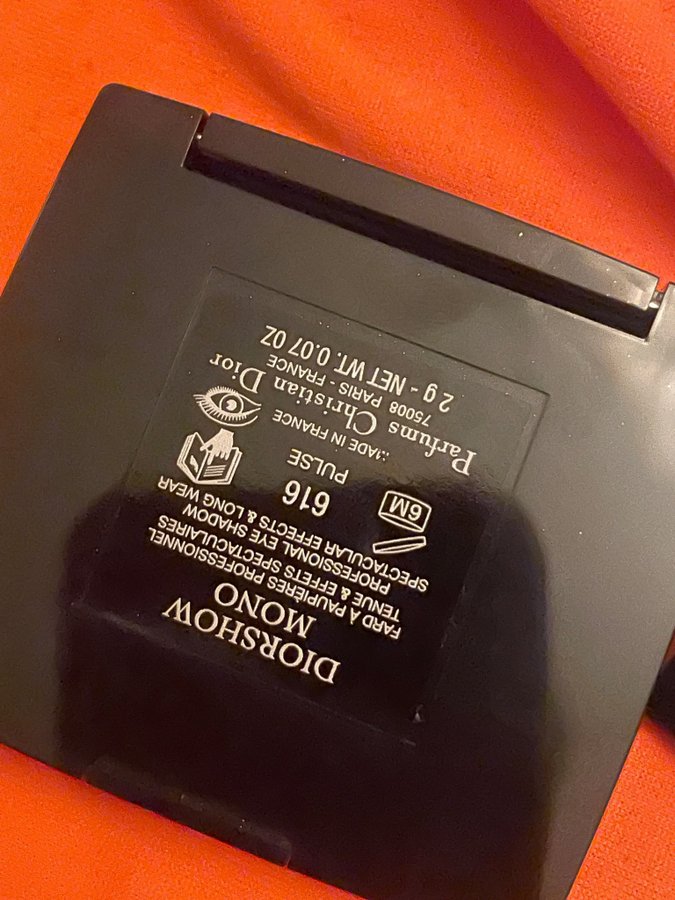 DIORSHOW
MONO
FARD À PAUPIÈRES PROFESSIONNEL
TENUE & EFFETS SPECTACULAIRES
PROFESSIONAL EYE SHADOW
SPECTACULAR EFFECTS & LONG WEAR
6M
616
PULSE
MADE IN FRANCE
Parfums Christian Dior
75008 PARIS - FRANCE
2 g - NET WT. 0.07 OZ